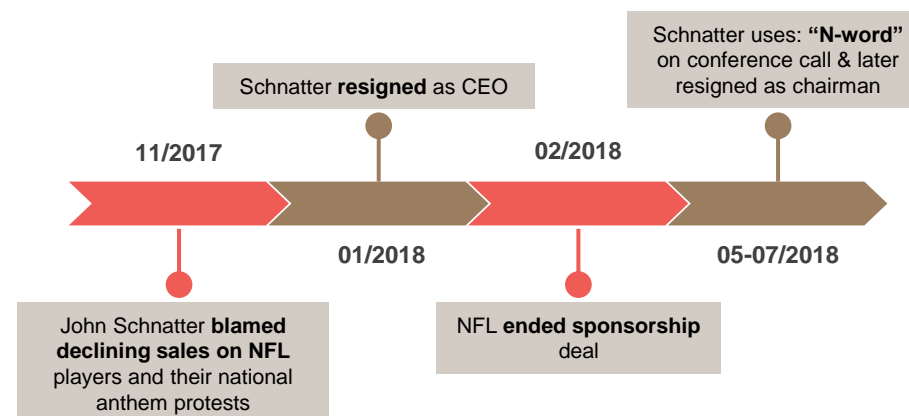 Schnatter uses: “N-word”
on conference call & later
resigned as chairman
Schnatter resigned as CEO
11/2017
02/2018
01/2018
05-07/2018
John Schnatter blamed
declining sales on NFL
players and their national
anthem protests
NFL ended sponsorship
deal